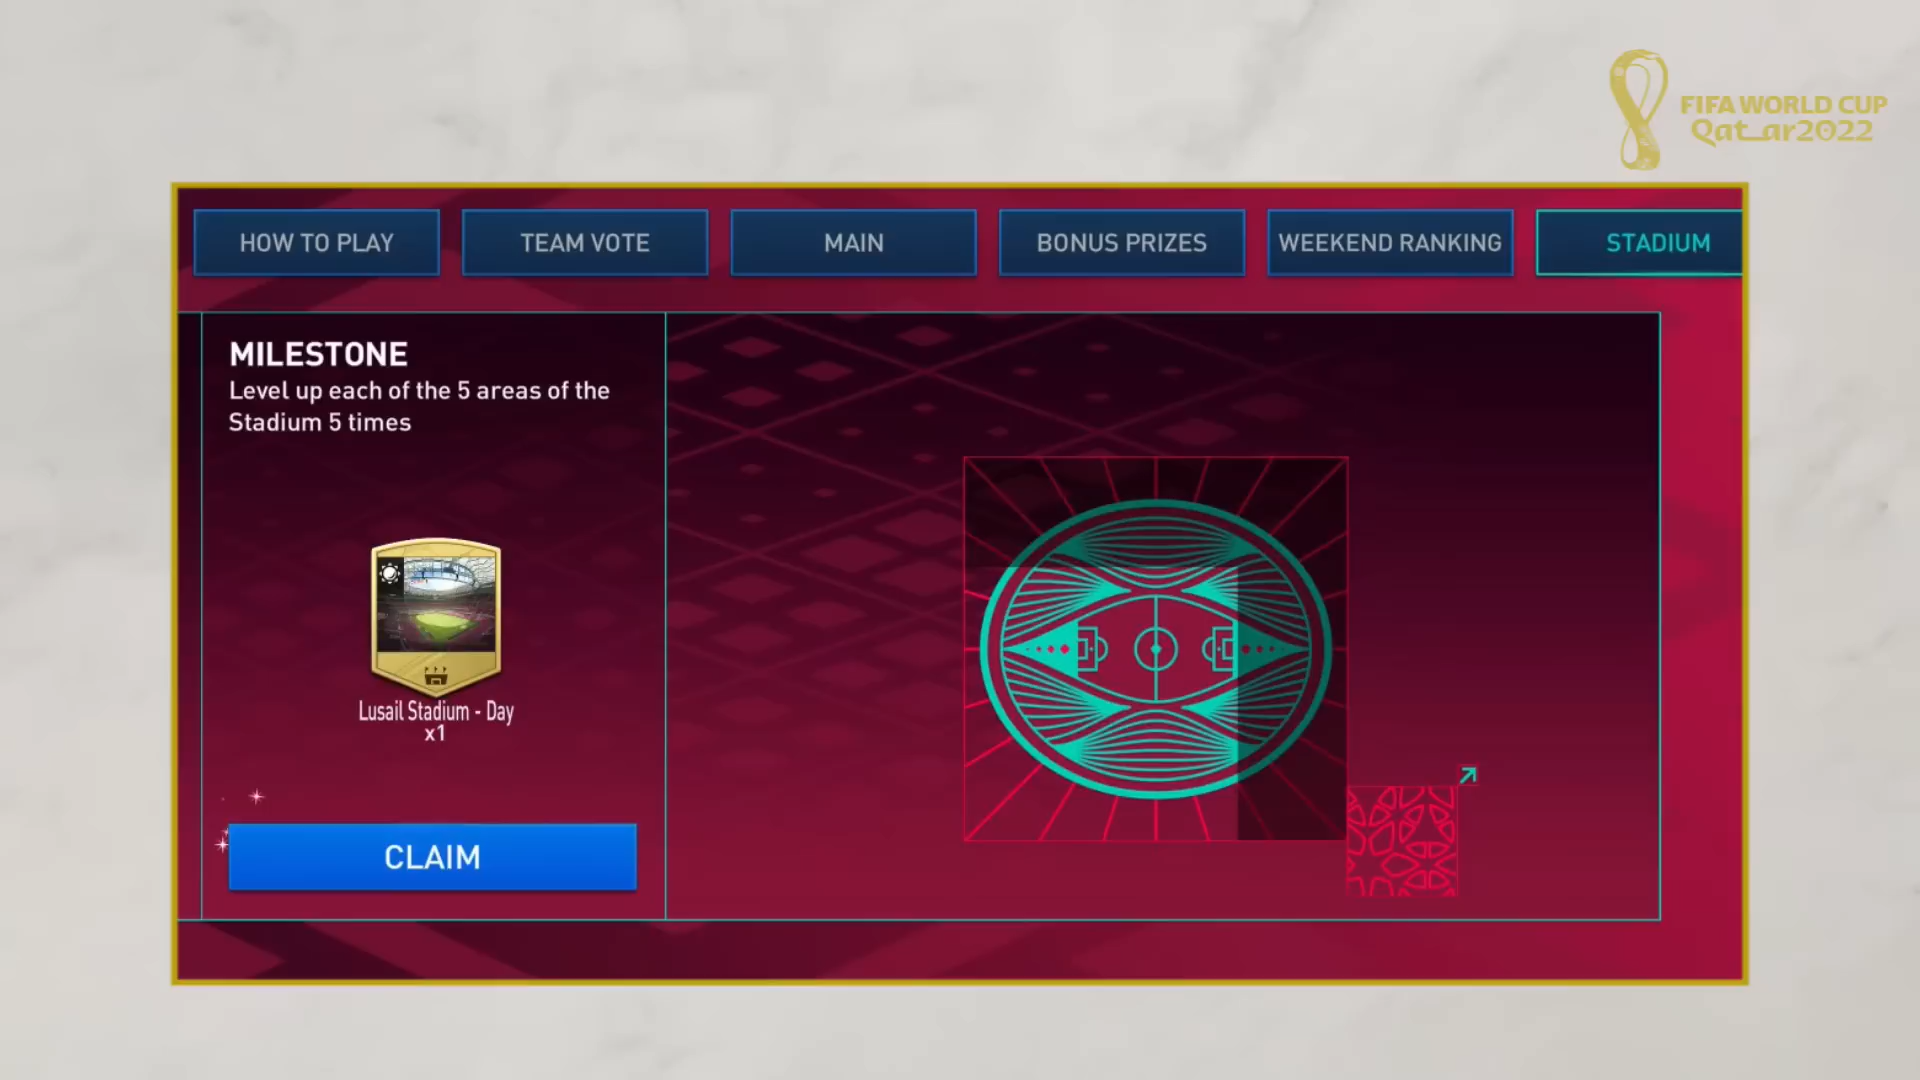 FIFA WORLD CUP
Qatar2022
HOW TO PLAY
TEAM VOTE
MAIN
BONUS PRIZES
WEEKEND RANKING
STADIUM
MILESTONE
Level up each of the 5 areas of the
Stadium 5 times
Lusail Stadium - Day
x1
CLAIM